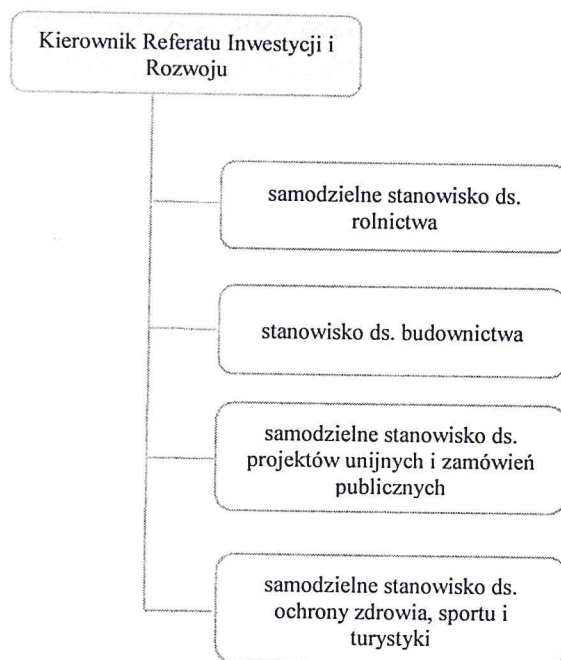 Kierownik Referatu Inwestycji i
Rozwoju
samodzielne stanowisko ds.
rolnictwa
stanowisko ds. budownictwa
samodzielne stanowisko ds.
projektów unijnych i zamówień
publicznych
samodzielne stanowisko ds.
ochrony zdrowia, sportu i
turystyki